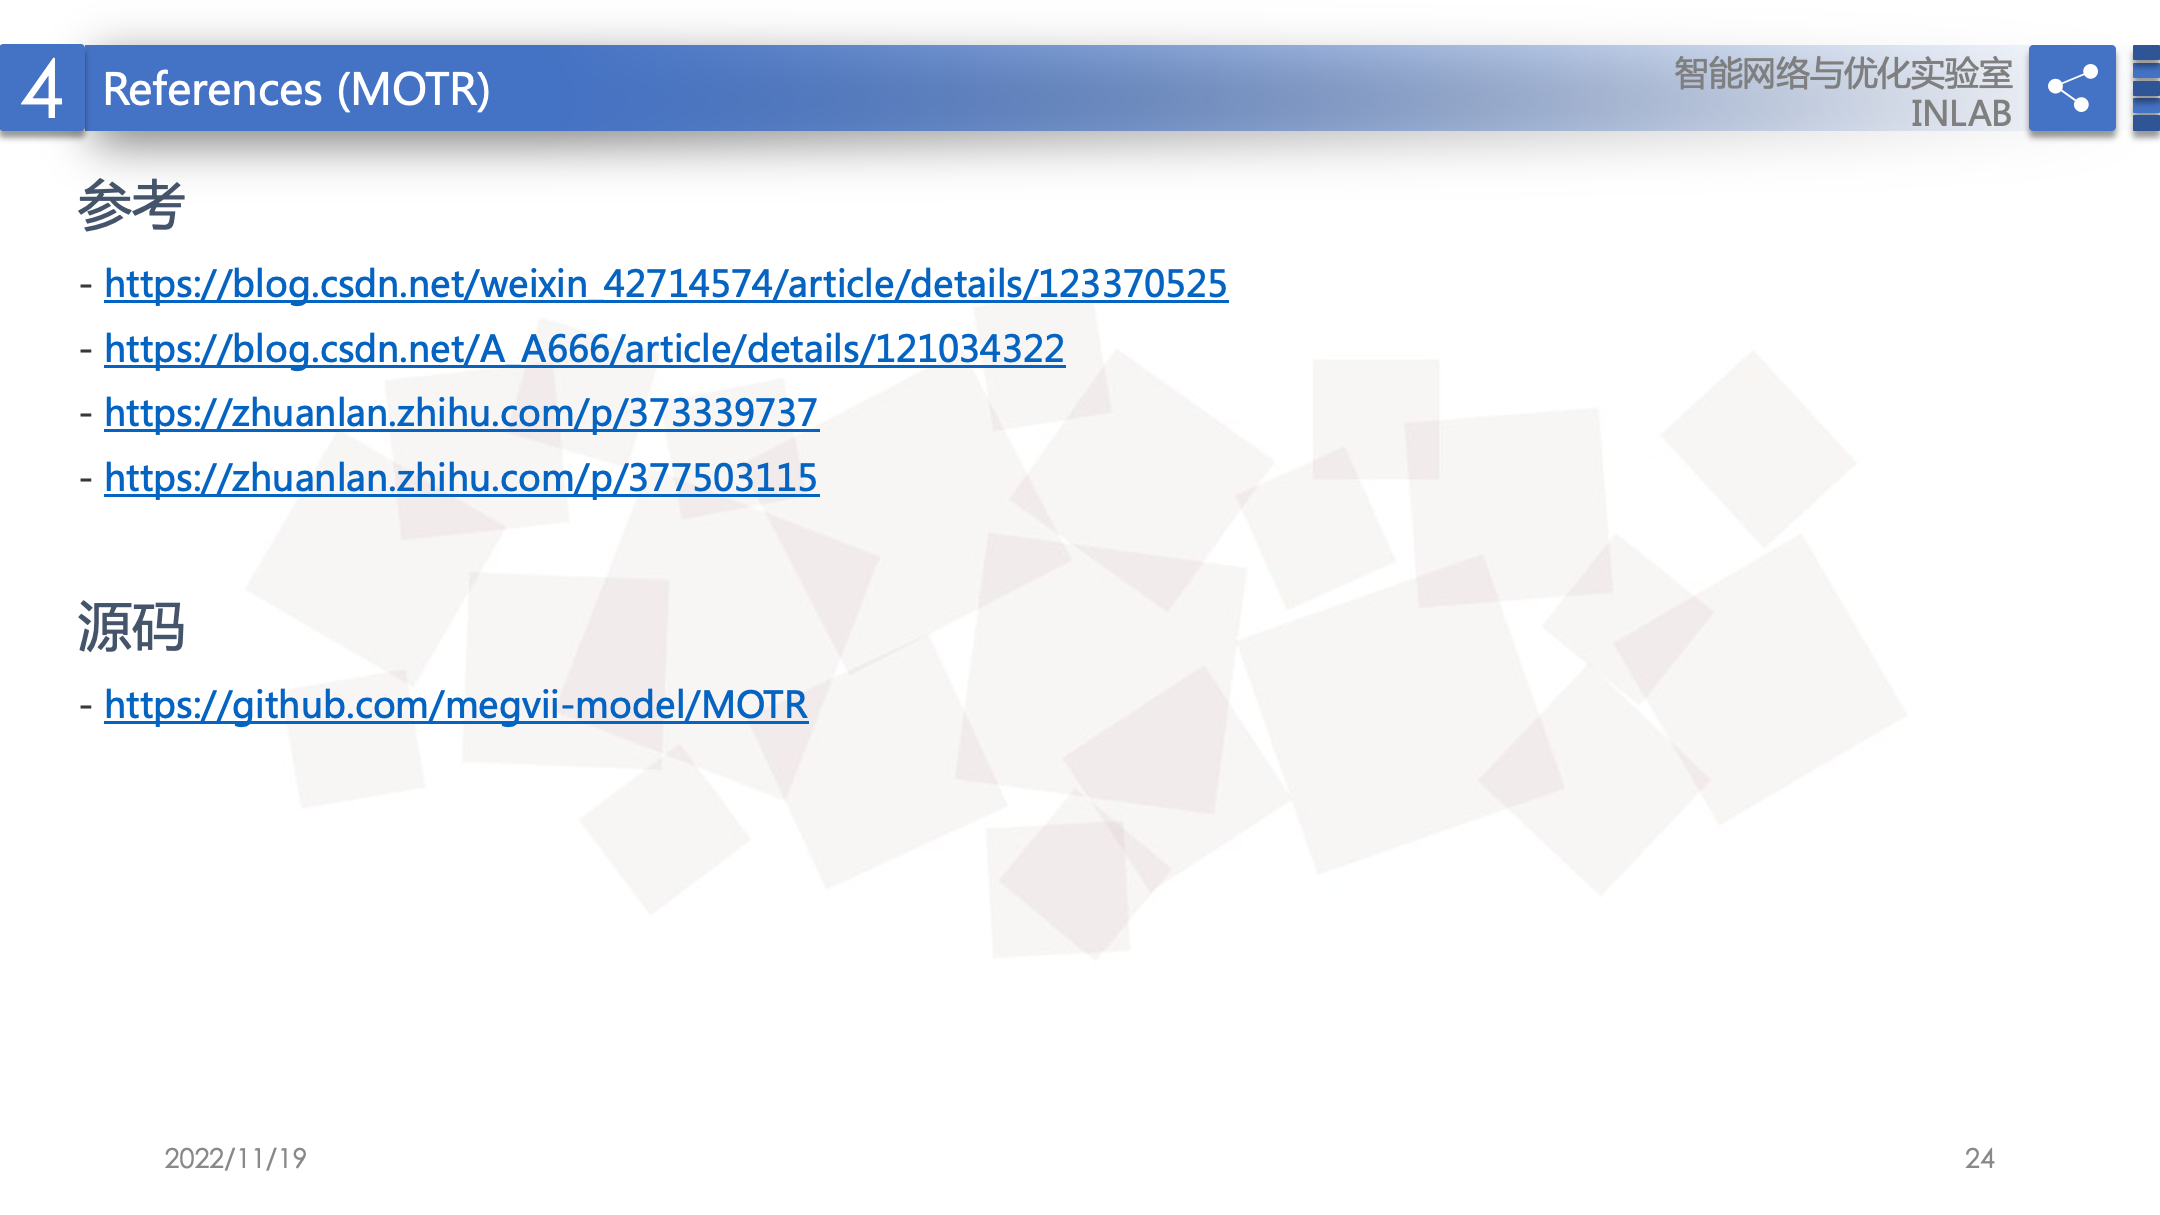 4 References (MOTR)
智能网络与优化实验室
INLAB
参考
- https://blog.csdn.net/weixin_42714574/article/details/123370525
- https://blog.csdn.net/A_A666/article/details/121034322
- https://zhuanlan.zhihu.com/p/373339737
- https://zhuanlan.zhihu.com/p/377503115
源码
- https://github.com/megvii-model/MOTR
2022/11/19
24